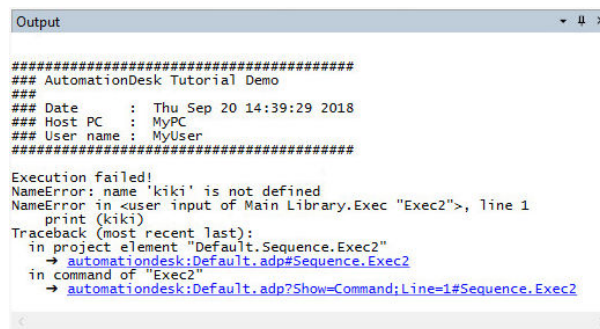 Output
########################################
### AutomationDesk Tutorial Demo
###
### Date      :  Thu Sep 20 14:39:29 2018
### Host PC   :  MyPC
### User name :  MyUser
########################################
Execution failed!
NameError: name 'kiki' is not defined
NameError in <user input of Main Library.Exec "Exec2">, line 1
    print (kiki)
Traceback (most recent last):
  in project element "Default.Sequence.Exec2"
    → automationdesk:Default.adp#Sequence.Exec2
  in command of "Exec2"
    → automationdesk:Default.adp?Show=Command;Line=1#Sequence.Exec2